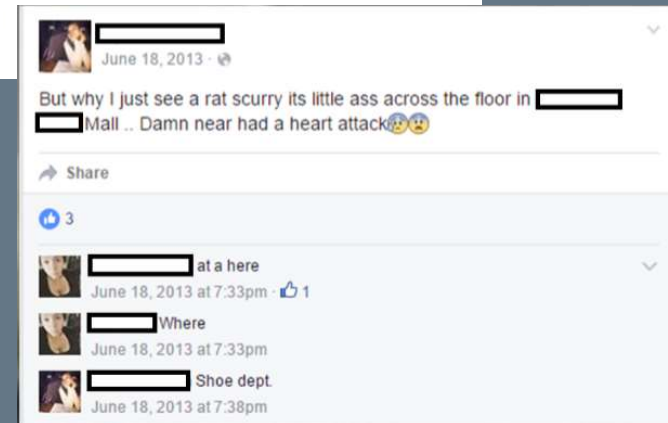 June 18, 2013
But why I just see a rat scurry its little ass across the floor in
Mall .. Damn near had a heart attack😰😨
Share
3
at a here
June 18, 2013 at 7:33pm · 1
Where
June 18, 2013 at 7:33pm
Shoe dept.
June 18, 2013 at 7:38pm